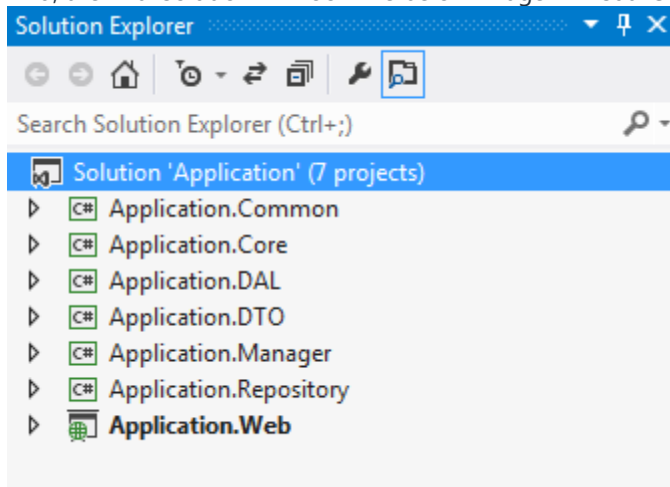 Solution Explorer
Search Solution Explorer (Ctrl+;)
Solution 'Application' (7 projects)
C# Application.Common
C# Application.Core
C# Application.DAL
C# Application.DTO
C# Application.Manager
C# Application.Repository
Application.Web